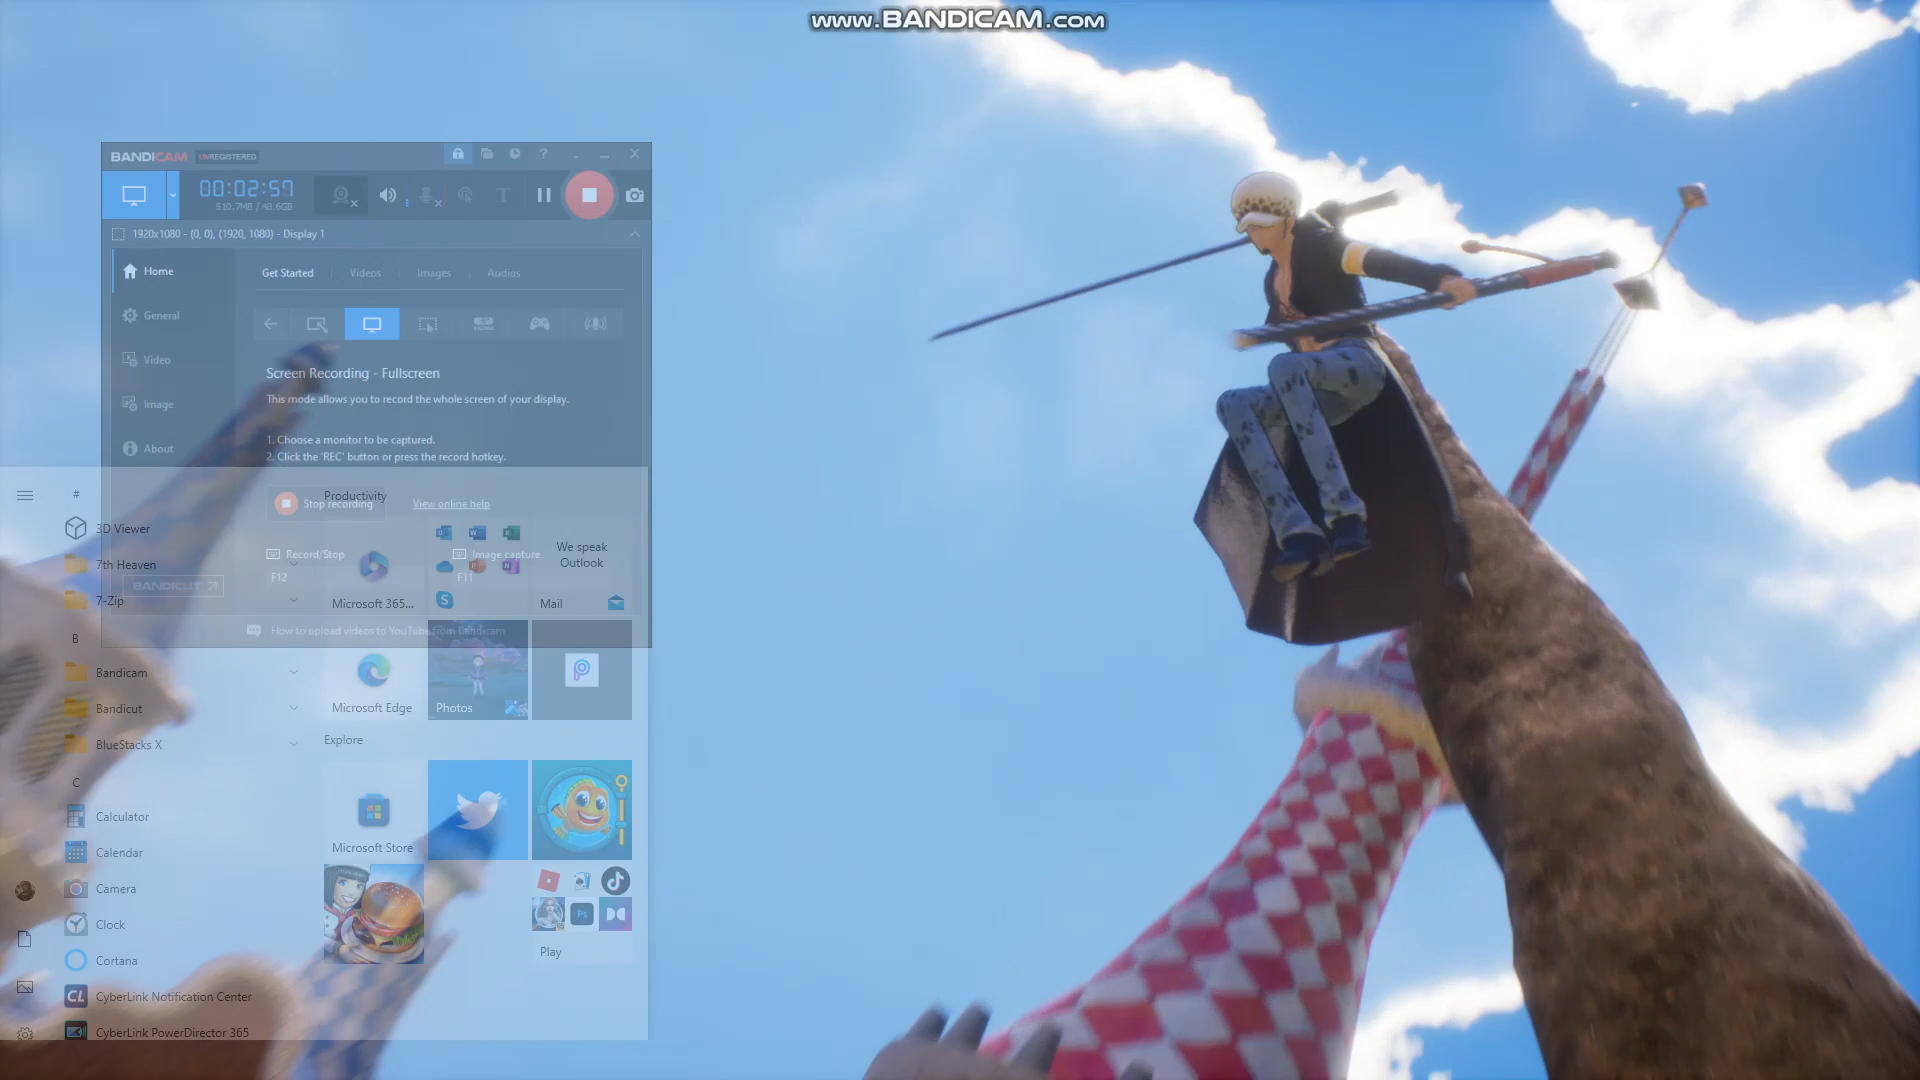 www.BANDICAM.com
BANDICAM UNREGISTERED
?
00:02:57
510.7MB / 48.6GB
T
1920x1080 - (0, 0), (1920, 1080) - Display 1
Home
Get Started
Videos
Images
Audios
General
Video
Screen Recording - Fullscreen
This mode allows you to record the whole screen of your display.
Image
1. Choose a monitor to be captured.
About
2. Click the 'REC' button or press the record hotkey.
#
Productivity
Stop recording
View online help
3D Viewer
We speak
Outlook
Record/Stop
Image capture
7th Heaven
F12
F11
BANDICUT
7-Zip
Microsoft 365...
Mail
How to upload videos to YouTube from Bandicam
B
Bandicam
Bandicut
Microsoft Edge
Photos
Explore
BlueStacks X
C
Calculator
Microsoft Store
Calendar
Camera
Ps
Clock
Play
Cortana
CL
CyberLink Notification Center
CyberLink PowerDirector 365